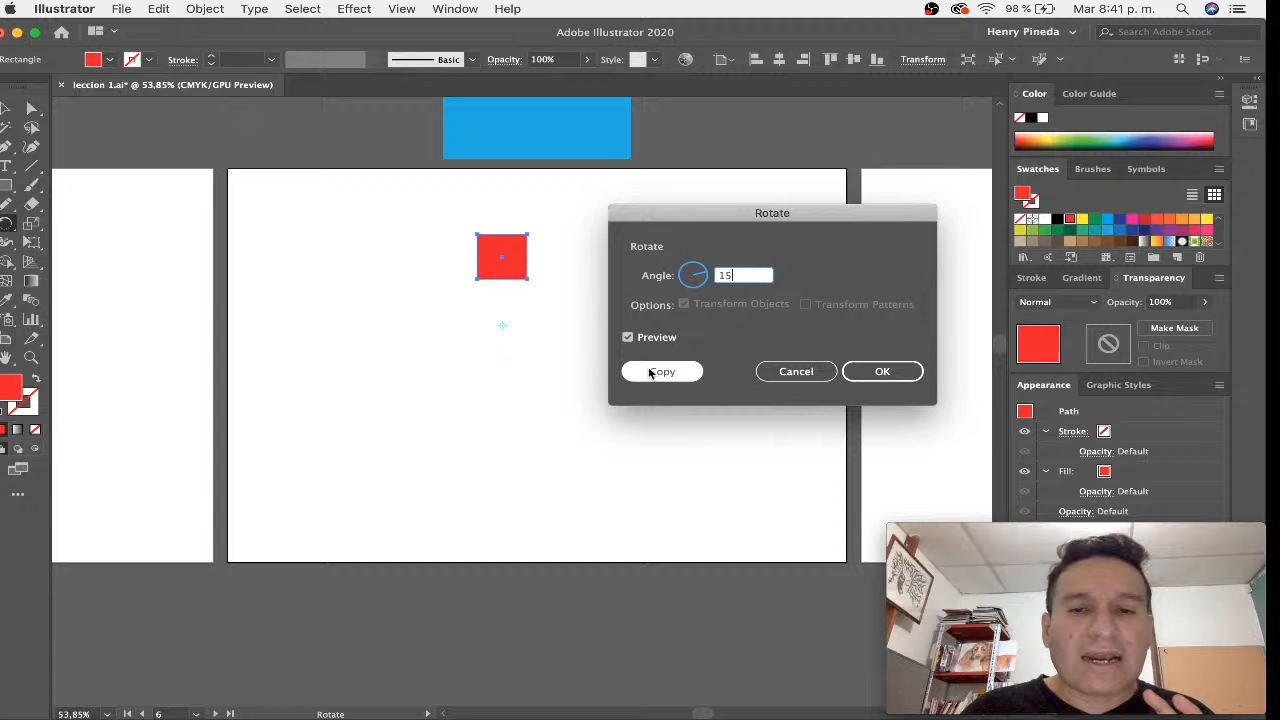 Illustrator File Edit Object Type Select Effect View Window Help 98 % Mar 8:41 p. m.
Adobe Illustrator 2020 Henry Pineda Search Adobe Stock
Rectangle Stroke: Basic Opacity: 100% Style: Transform
× leccion 1.ai* @ 53,85% (CMYK/GPU Preview)
Color Color Guide
Swatches Brushes Symbols
Rotate
Rotate
Angle: 15
Options: Transform Objects Transform Patterns
Preview
Copy Cancel OK
Stroke Gradient Transparency
Normal Opacity: 100%
Make Mask
Clip
Invert Mask
Appearance Graphic Styles
Path
Stroke:
Opacity: Default
Fill:
Opacity: Default
Opacity: Default
53,85% 6 Rotate